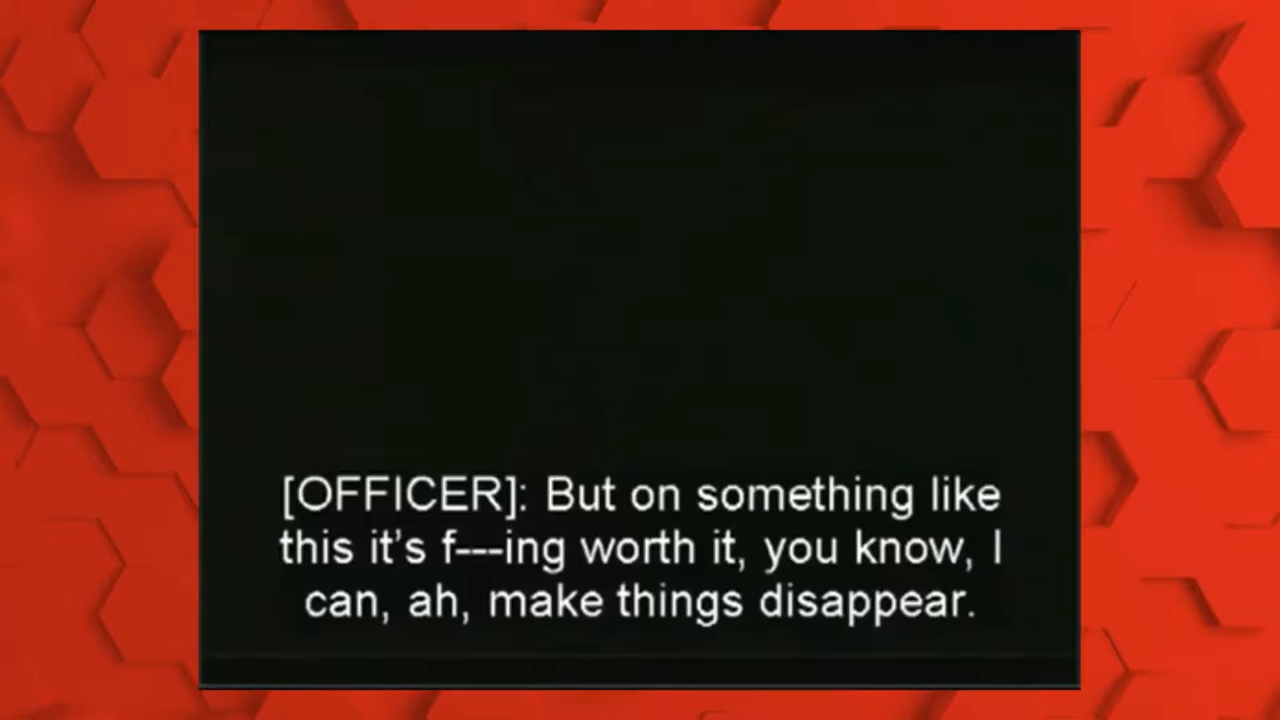 [OFFICER]: But on something like
this it’s f---ing worth it, you know, I
can, ah, make things disappear.